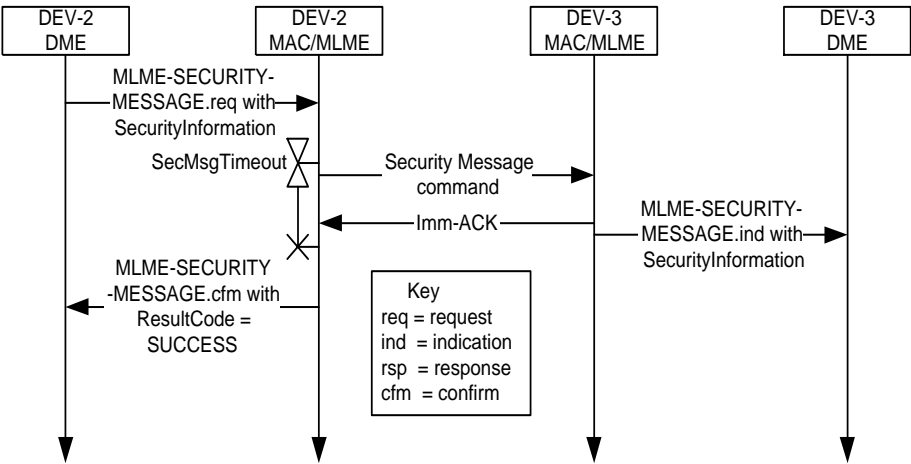 DEV-2
DME
DEV-2
MAC/MLME
DEV-3
MAC/MLME
DEV-3
DME
MLME-SECURITY-
MESSAGE.req with
SecurityInformation
SecMsgTimeout
Security Message
command
Imm-ACK
MLME-SECURITY-
MESSAGE.ind with
SecurityInformation
MLME-SECURITY
-MESSAGE.cfm with
ResultCode =
SUCCESS
Key
req = request
ind = indication
rsp = response
cfm = confirm